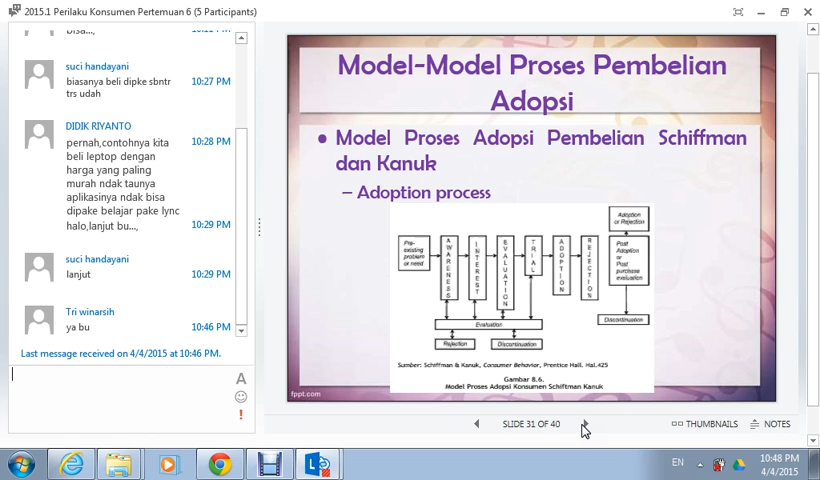 2015.1 Perilaku Konsumen Pertemuan 6 (5 Participants)
suci handayani
biasanya beli dipke sbntr
trs udah
10:27 PM
DIDIK RIYANTO
pernah,contohnya kita
beli leptop dengan
harga yang paling
murah ndak taunya
aplikasinya ndak bisa
dipake belajar pake lync
halo,lanjut bu...,
10:28 PM
10:29 PM
suci handayani
lanjut
10:29 PM
Tri winarsih
ya bu
10:46 PM
Last message received on 4/4/2015 at 10:46 PM.
A
!
Model-Model Proses Pembelian
Adopsi
• Model Proses Adopsi Pembelian Schiffman
dan Kanuk
– Adoption process
Pre-
existing
problem
or need
AWARENESS
INTEREST
EVALUATION
TRIAL
ADOPTION
REJECTION
Adoption
or Rejection
Post
Adoption
or
Post
purchase
evaluation
Discontinuation
Evaluation
Rejection
Discontinuation
Sumber: Schiffman & Kanuk, Consumer Behavior, Prentice Hall. Hal.425
Gambar 8.6.
Model Proses Adopsi Konsumen Schiftman Kanuk
fppt.com
SLIDE 31 OF 40
THUMBNAILS
NOTES
EN
10:48 PM
4/4/2015